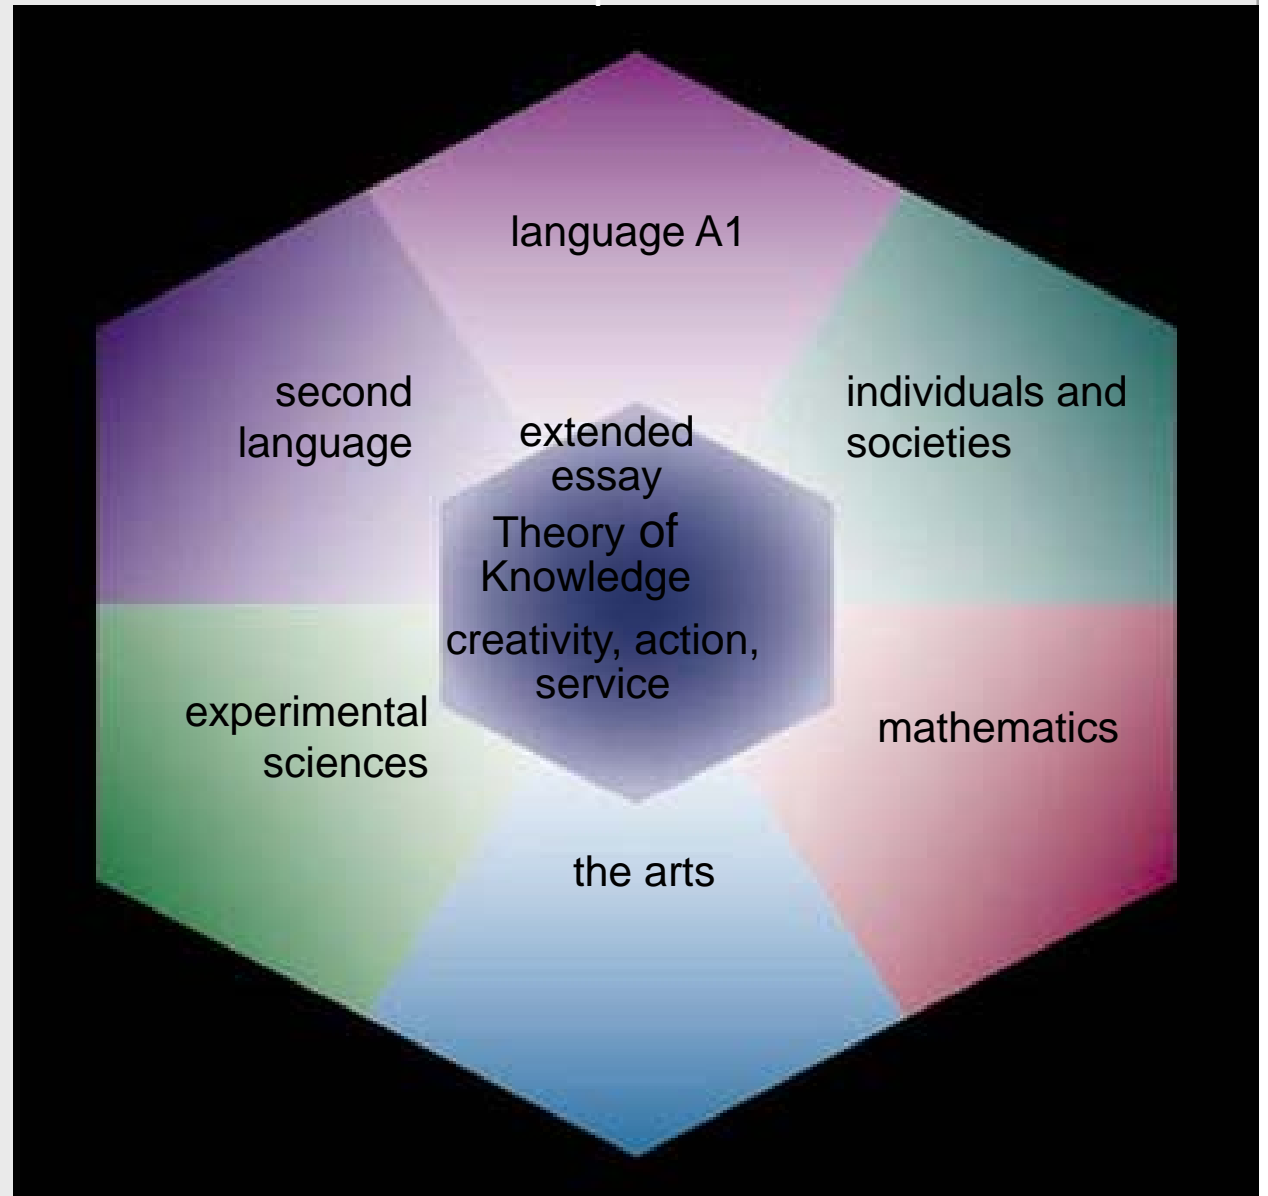 language A1
second
language
individuals and
societies
extended
essay
Theory of
Knowledge
creativity, action,
service
experimental
sciences
mathematics
the arts